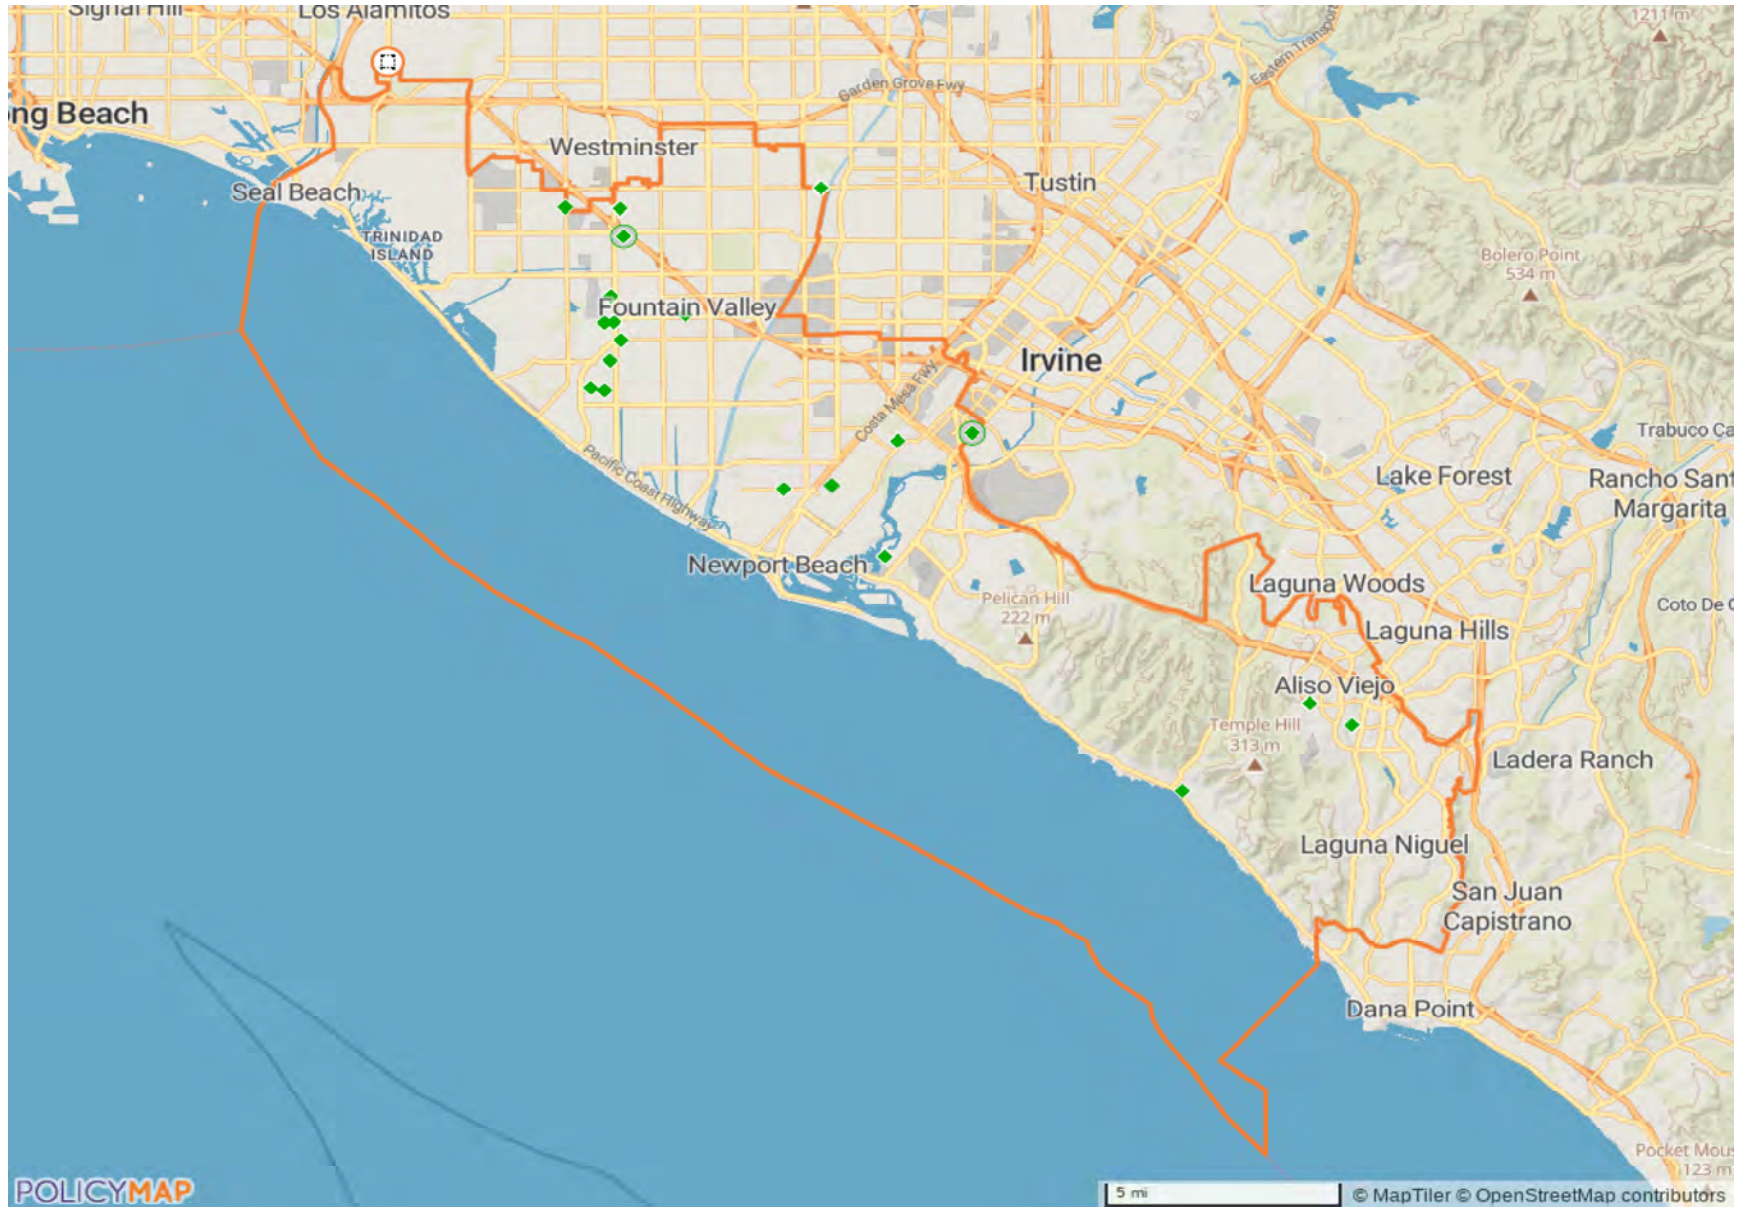 Signal Hill
Los Alamitos
1211 m
Eastern Transport
Garden Grove Fwy
ng Beach
Westminster
Tustin
Seal Beach
TRINIDAD
ISLAND
Bolero Point
534 m
Fountain Valley
Irvine
Costa Mesa Fwy
Trabuco Ca
Pacific Coast Highway
Lake Forest
Rancho Sant
Margarita
Newport Beach
Laguna Woods
Pelican Hill
222 m
Coto De C
Laguna Hills
Aliso Viejo
Temple Hill
313 m
Ladera Ranch
Laguna Niguel
San Juan
Capistrano
Dana Point
Pocket Mous
123 m
POLICYMAP
5 mi
© MapTiler © OpenStreetMap contributors